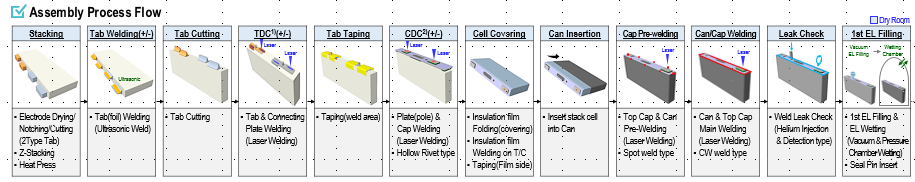 Assembly Process Flow
Dry Room
Stacking
• Electrode Drying/
Notching/Cutting
(2Type Tab)
• Z-Stacking
• Heat Press
Tab Welding(+/-)
Ultrasonic
• Tab(foil) Welding
(Ultrasonic Weld)
Tab Cutting
• Tab Cutting
TDC1)(+/-)
Laser
Laser
• Tab & Connecting
Plate Welding
(Laser Welding)
Tab Taping
• Taping(weld area)
CDC2)(+/-)
Laser
• Plate(pole) &
Cap Welding
(Laser Welding)
• Hollow Rivet type
Cell Covering
• Insulation film
Folding(covering)
• Insulation film
Welding on T/C
• Taping(Film side)
Can Insertion
• Insert stack cell
into Can
Cap Pre-welding
Laser
• Top Cap & Can
Pre-Welding
(Laser Welding)
• Spot weld type
Can/Cap Welding
Laser
• Can & Top Cap
Main Welding
(Laser Welding)
• CW weld type
Leak Check
• Weld Leak Check
(Helium Injection
& Detection type)
1st EL Filling
Vacuum
EL Filling
Wetting
Chamber
• 1st EL Filling &
EL Wetting
(Vacuum & Pressure
Chamber Wetting)
• Seal Pin Insert